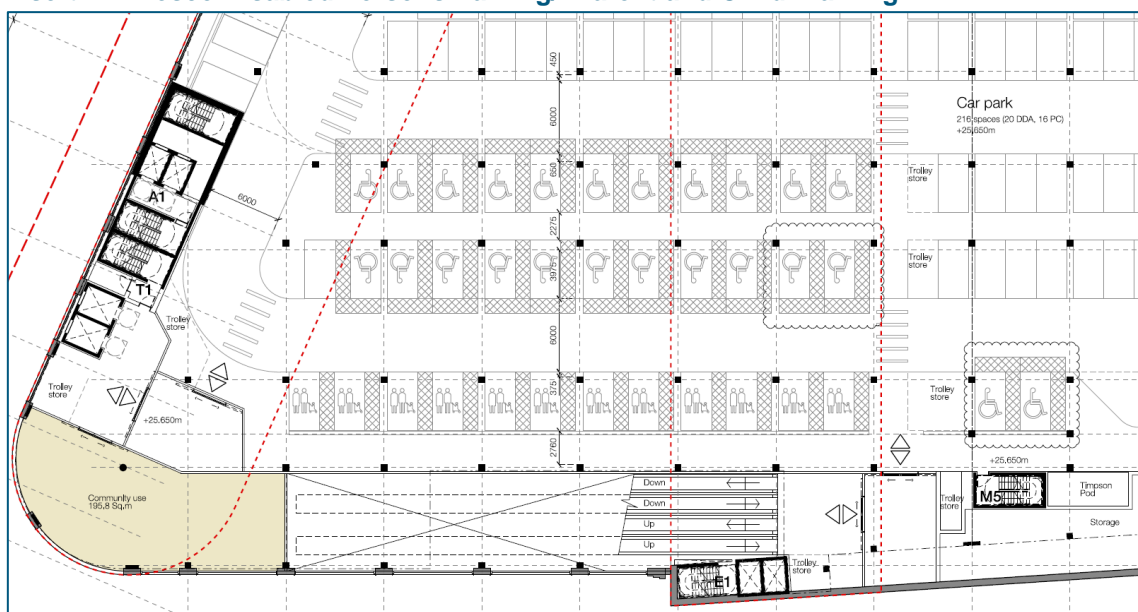 450
6000
Car park
216 spaces (20 DDA, 16 PC)
+25,650m
650
Trolley
store
A1
6000
2275
3975
Trolley
store
T1
Trolley
store
6000
375
Trolley
store
Trolley
store
+25.650m
2760
+25,650m
Community use
195.8 Sq.m
Down
Down
Up
Up
Trolley
store
M5
Timpson
Pod
Storage
E1
Trolley
store